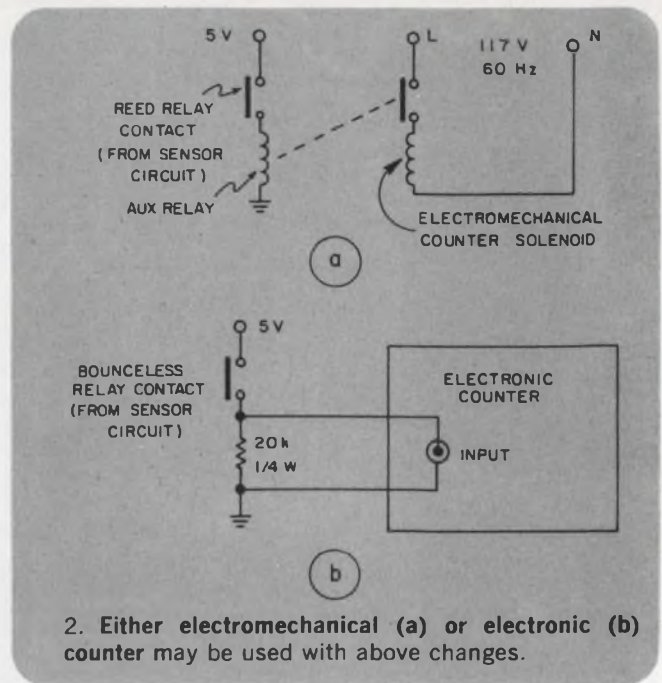 5 V
L
117 V
N
60 Hz
REED RELAY
CONTACT
(FROM SENSOR
CIRCUIT)
AUX RELAY
ELECTROMECHANICAL
COUNTER SOLENOID
a
5V
BOUNCELESS
RELAY CONTACT
(FROM SENSOR
CIRCUIT)
20k
1/4 W
ELECTRONIC
COUNTER
INPUT
b
2. Either electromechanical (a) or electronic (b)
counter may be used with above changes.